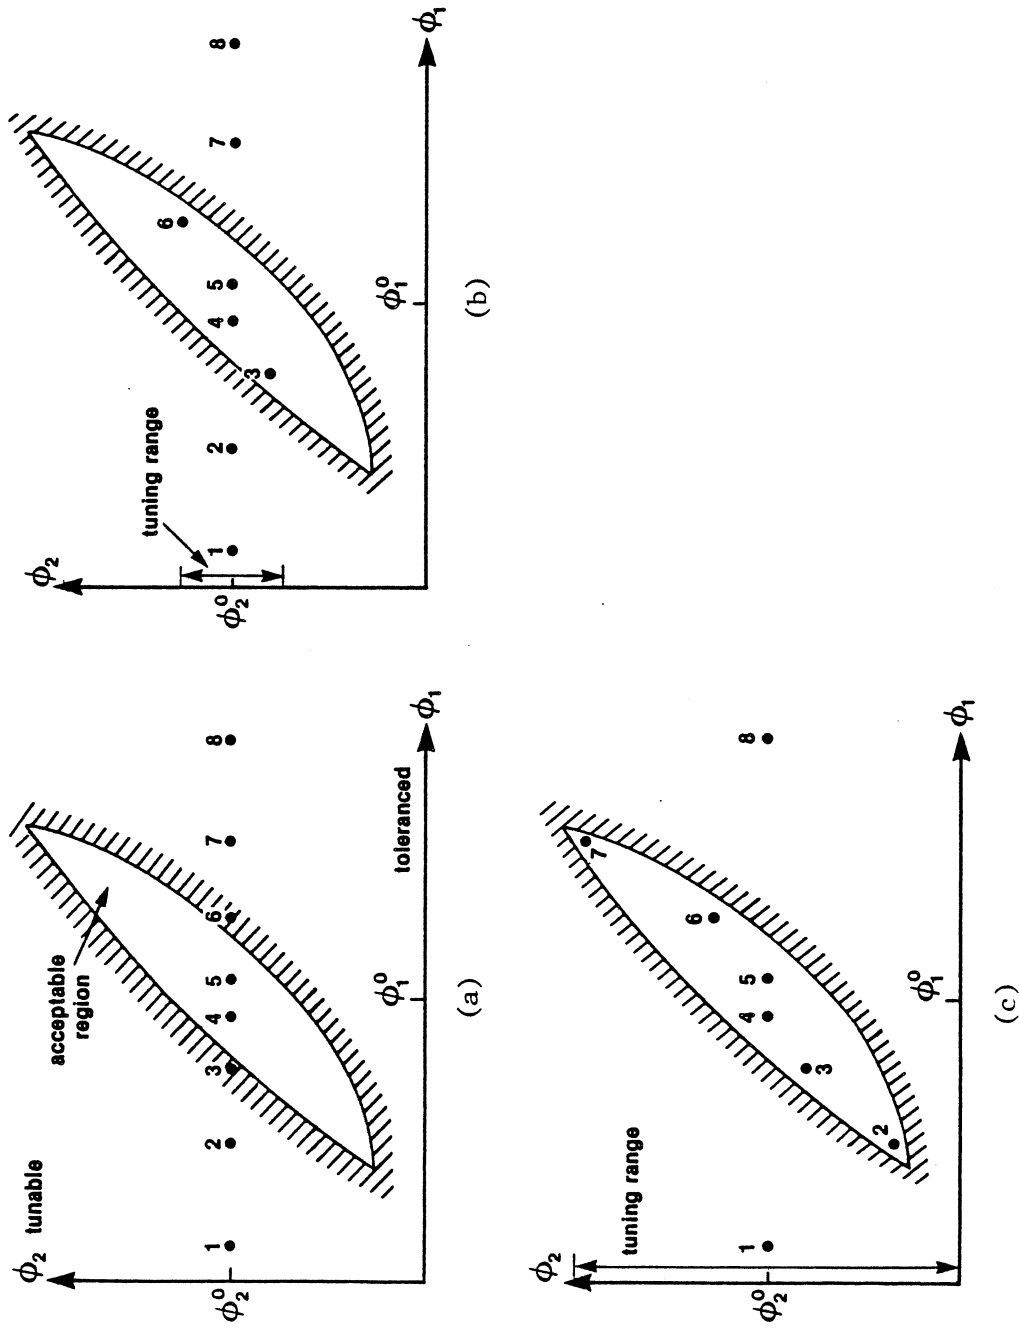 ϕ₂ tunable
acceptable
region
ϕ₂⁰
1 2 3 4 5 6 7 8
ϕ₁⁰
toleranced
ϕ₁
(a)
ϕ₂
tuning range
ϕ₂⁰
1 2 3 4 5 6 7 8
ϕ₁⁰
ϕ₁
(b)
ϕ₂
tuning range
ϕ₂⁰
1 2 3 4 5 6 7 8
ϕ₁⁰
ϕ₁
(c)